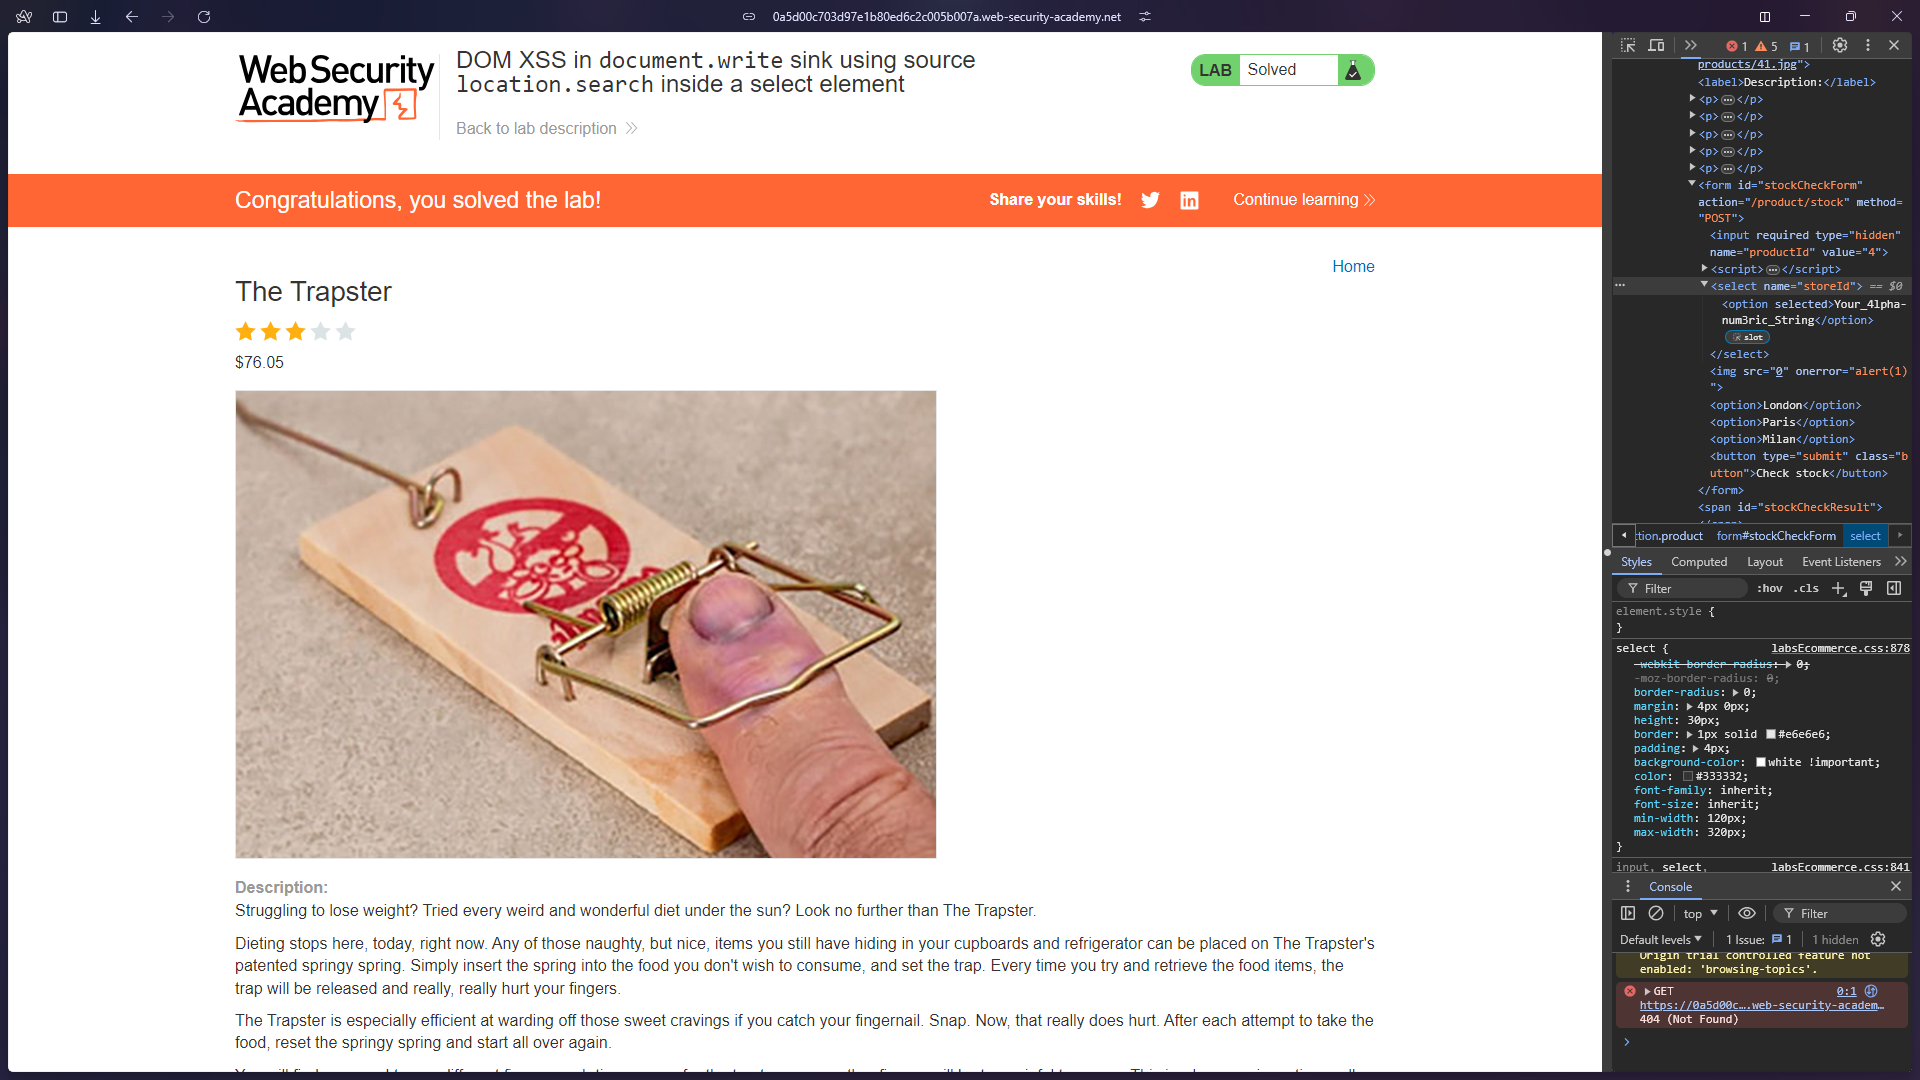 0a5d00c703d97e1b80ed6c2c005b007a.web-security-academy.net
WebSecurity
Academy
DOM XSS in document.write sink using source
location.search inside a select element
Back to lab description
LAB Solved
Congratulations, you solved the lab!
Share your skills!
Continue learning
Home
The Trapster
$76.05
Description:
Struggling to lose weight? Tried every weird and wonderful diet under the sun? Look no further than The Trapster.
Dieting stops here, today, right now. Any of those naughty, but nice, items you still have hiding in your cupboards and refrigerator can be placed on The Trapster's
patented springy spring. Simply insert the spring into the food you don't wish to consume, and set the trap. Every time you try and retrieve the food items, the
trap will be released and really, really hurt your fingers.
The Trapster is especially efficient at warding off those sweet cravings if you catch your fingernail. Snap. Now, that really does hurt. After each attempt to take the
food, reset the springy spring and start all over again.
1 5 1
products/41.jpg">
<label>Description:</label>
<p> … </p>
<p> … </p>
<p> … </p>
<p> … </p>
<p> … </p>
<form id="stockCheckForm"
action="/product/stock" method=
"POST">
<input required type="hidden"
name="productId" value="4">
<script> … </script>
<select name="storeId"> == $0
<option selected>Your_4lpha-
num3ric_String</option>
slot
</select>
<img src="0" onerror="alert(1)
">
<option>London</option>
<option>Paris</option>
<option>Milan</option>
<button type="submit" class="b
utton">Check stock</button>
</form>
<span id="stockCheckResult">
ction.product form#stockCheckForm select
Styles Computed Layout Event Listeners
Filter :hov .cls
element.style {
}
select { labsEcommerce.css:878
-webkit-border-radius: 0;
-moz-border-radius: 0;
border-radius: 0;
margin: 4px 0px;
height: 30px;
border: 1px solid #e6e6e6;
padding: 4px;
background-color: white !important;
color: #333332;
font-family: inherit;
font-size: inherit;
min-width: 120px;
max-width: 320px;
}
input, select, labsEcommerce.css:841
Console
top Filter
Default levels 1 Issue: 1 1 hidden
Origin trial controlled feature not
enabled: 'browsing-topics'.
GET 0:1
https://0a5d00c….web-security-academ…
404 (Not Found)